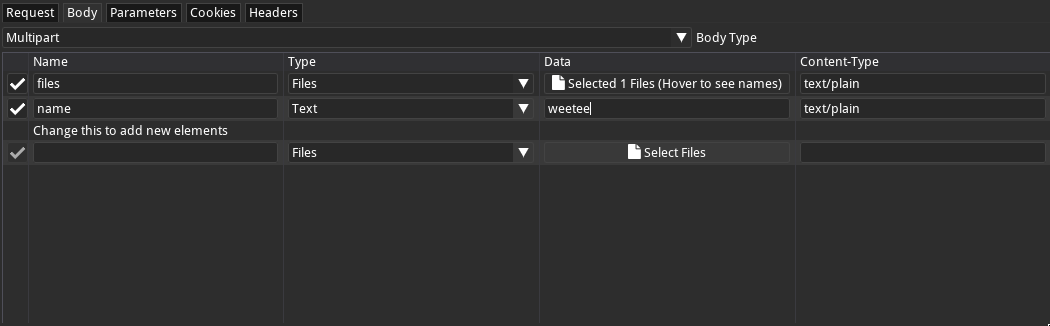 Request Body Parameters Cookies Headers
Multipart Body Type
Name Type Data Content-Type
files Files Selected 1 Files (Hover to see names) text/plain
name Text weetee text/plain
Change this to add new elements
Files Select Files